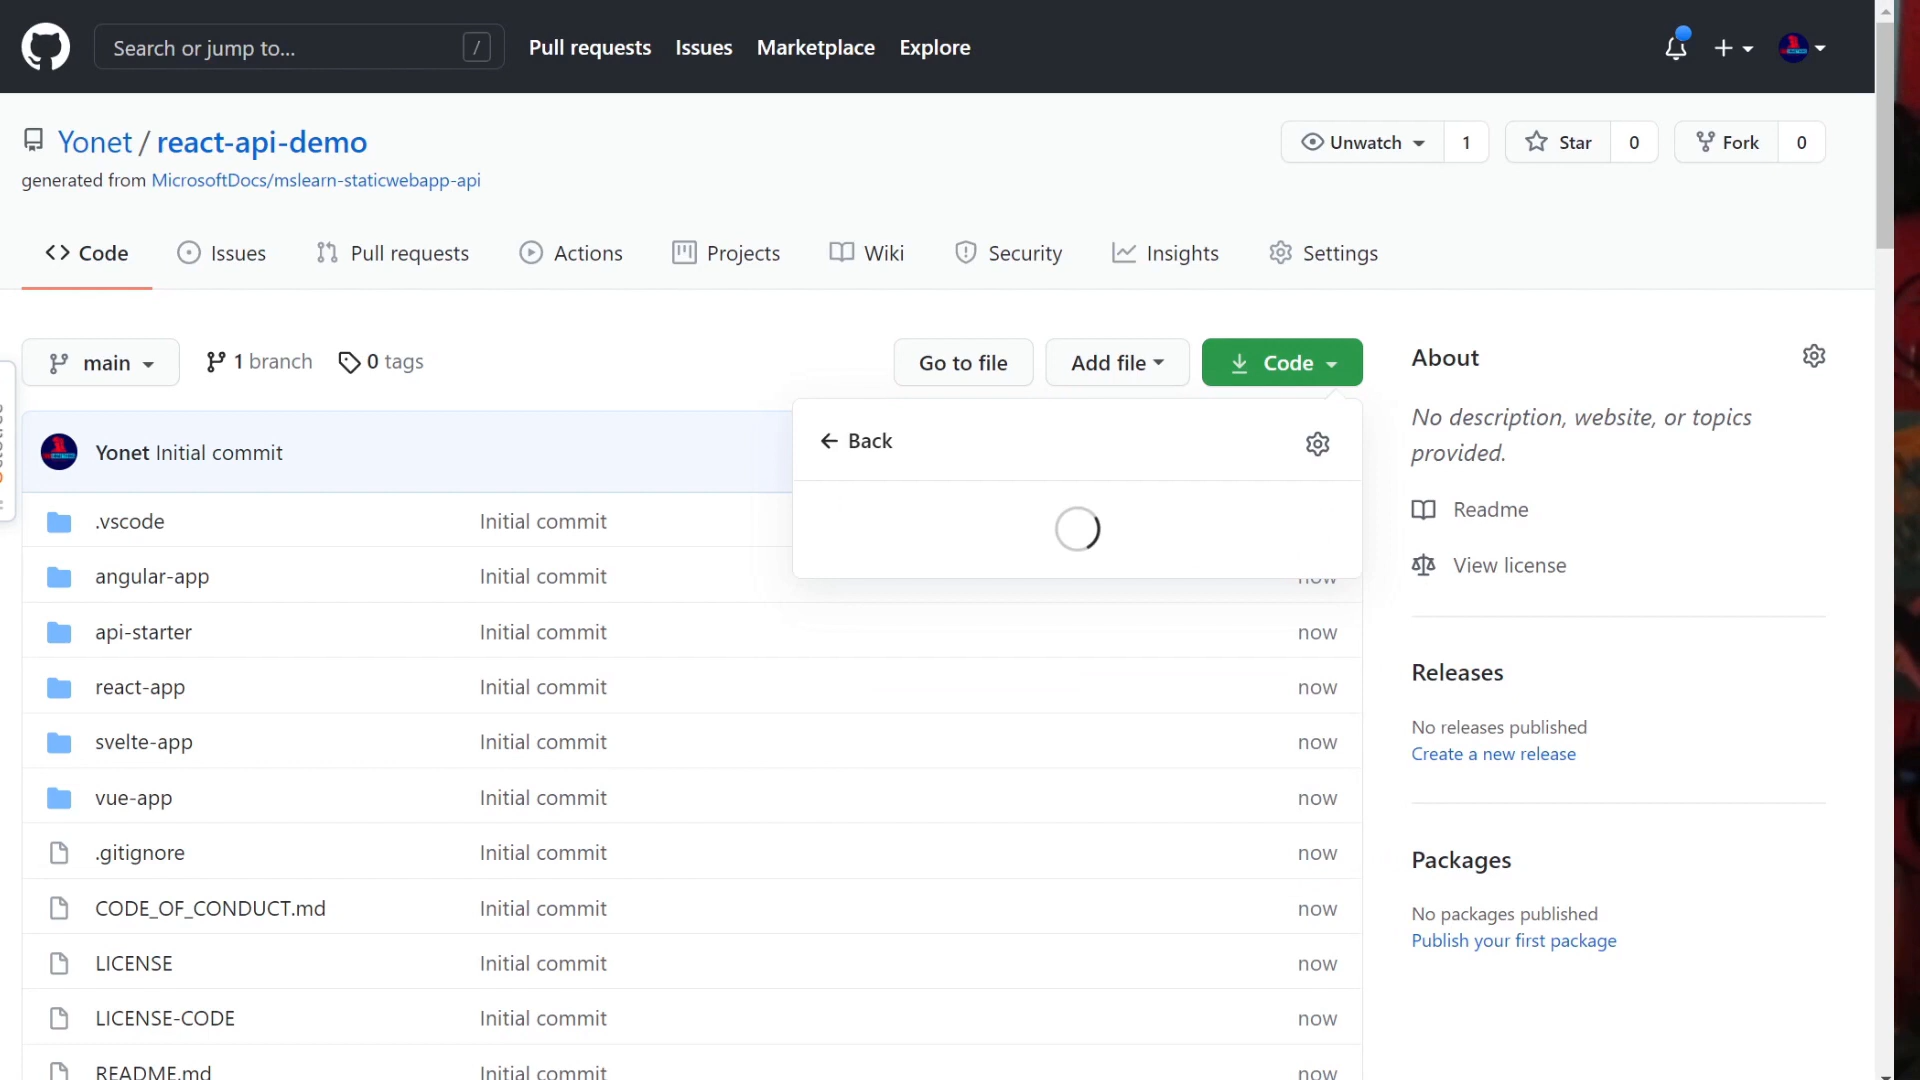 Search or jump to... / Pull requests Issues Marketplace Explore
Yonet / react-api-demo
Unwatch 1 Star 0 Fork 0
generated from MicrosoftDocs/mslearn-staticwebapp-api
Code Issues Pull requests Actions Projects Wiki Security Insights Settings
main 1 branch 0 tags Go to file Add file Code
Back
Yonet Initial commit
.vscode Initial commit
angular-app Initial commit now
api-starter Initial commit now
react-app Initial commit now
svelte-app Initial commit now
vue-app Initial commit now
.gitignore Initial commit now
CODE_OF_CONDUCT.md Initial commit now
LICENSE Initial commit now
LICENSE-CODE Initial commit now
README.md Initial commit now
About
No description, website, or topics
provided.
Readme
View license
Releases
No releases published
Create a new release
Packages
No packages published
Publish your first package